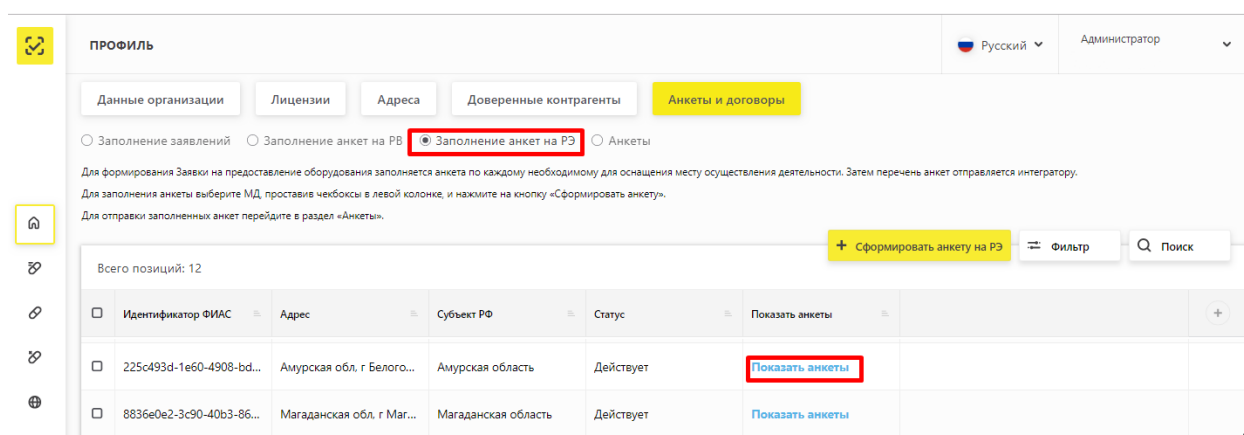 ПРОФИЛЬ
Русский
Администратор
Данные организации
Лицензии
Адреса
Доверенные контрагенты
Анкеты и договоры
Заполнение заявлений
Заполнение анкет на РВ
Заполнение анкет на РЭ
Анкеты
Для формирования Заявки на предоставление оборудования заполняется анкета по каждому необходимому для оснащения месту осуществления деятельности. Затем перечень анкет отправляется интегратору.
Для заполнения анкеты выберите МД, проставив чекбоксы в левой колонке, и нажмите на кнопку «Сформировать анкету».
Для отправки заполненных анкет перейдите в раздел «Анкеты».
+ Сформировать анкету на РЭ
Фильтр
Поиск
Всего позиций: 12
Идентификатор ФИАС
Адрес
Субъект РФ
Статус
Показать анкеты
225c493d-1e60-4908-bd...
Амурская обл, г Белого...
Амурская область
Действует
Показать анкеты
8836e0e2-3c90-40b3-86...
Магаданская обл, г Маг...
Магаданская область
Действует
Показать анкеты